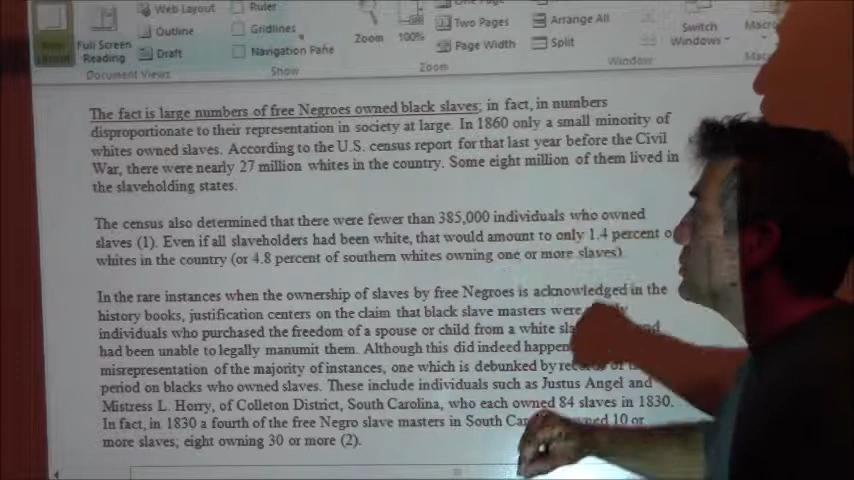 Web Layout
Ruler
Outline
Gridlines
Full Screen
Reading
Draft
Navigation Pane
Zoom
100%
Two Pages
Page Width
Arrange All
Split
Switch
Windows
Document Views
Show
Zoom
Window
The fact is large numbers of free Negroes owned black slaves; in fact, in numbers
disproportionate to their representation in society at large. In 1860 only a small minority of
whites owned slaves. According to the U.S. census report for that last year before the Civil
War, there were nearly 27 million whites in the country. Some eight million of them lived in
the slaveholding states.
The census also determined that there were fewer than 385,000 individuals who owned
slaves (1). Even if all slaveholders had been white, that would amount to only 1.4 percent o
whites in the country (or 4.8 percent of southern whites owning one or more slaves)
In the rare instances when the ownership of slaves by free Negroes is acknowledged in the
history books, justification centers on the claim that black slave masters were
individuals who purchased the freedom of a spouse or child from a white
had been unable to legally manumit them. Although this did indeed happen
misrepresentation of the majority of instances, one which is debunked by of
period on blacks who owned slaves. These include individuals such as Justus Angel and
Mistress L. Horry, of Colleton District, South Carolina, who each owned 84 slaves in 1830.
In fact, in 1830 a fourth of the free Negro slave masters in South 10 or
more slaves; eight owning 30 or more (2).